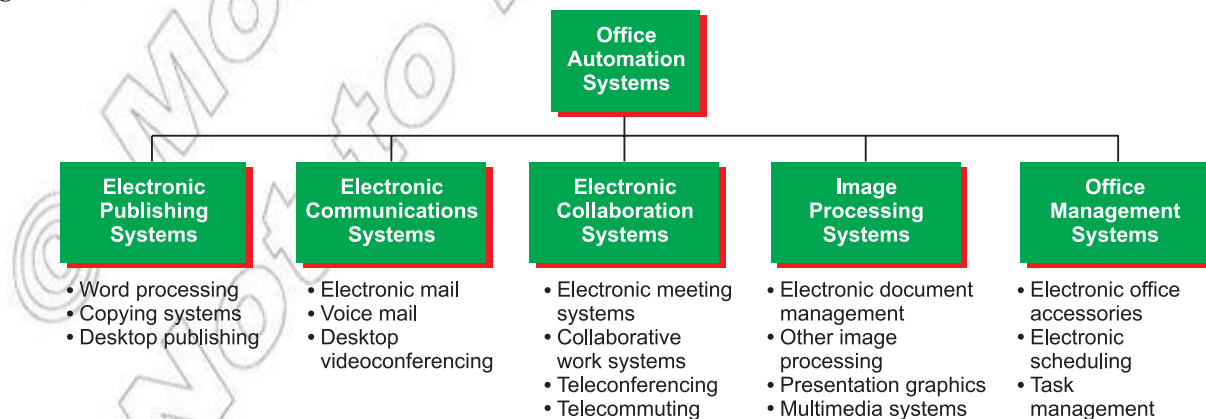 Office
Automation
Systems
Electronic
Publishing
Systems
Electronic
Communications
Systems
Electronic
Collaboration
Systems
Image
Processing
Systems
Office
Management
Systems
• Word processing
• Copying systems
• Desktop publishing
• Electronic mail
• Voice mail
• Desktop
videoconferencing
• Electronic meeting
systems
• Collaborative
work systems
• Teleconferencing
• Telecommuting
• Electronic document
management
• Other image
processing
• Presentation graphics
• Multimedia systems
• Electronic office
accessories
• Electronic
scheduling
• Task
management